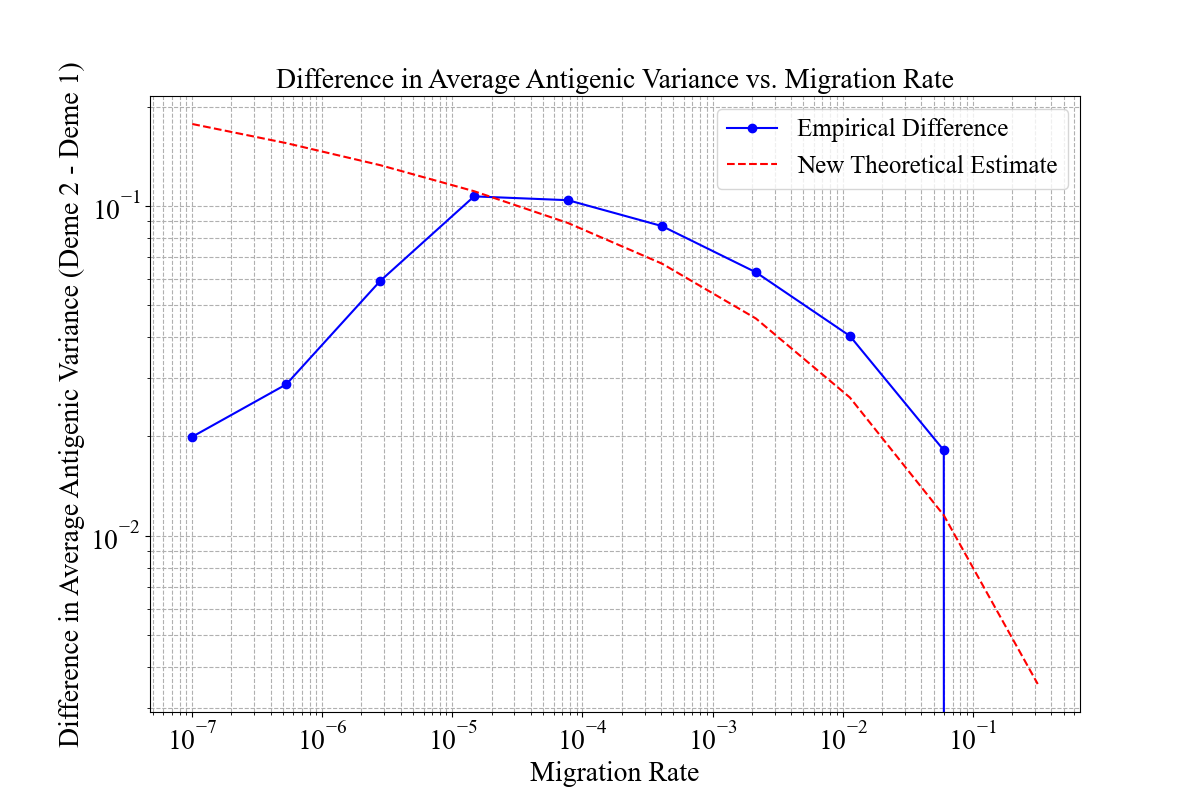 Difference in Average Antigenic Variance vs. Migration Rate
Difference in Average Antigenic Variance (Deme 2 - Deme 1)
Empirical Difference
New Theoretical Estimate
10⁻¹
10⁻²
10⁻⁷ 10⁻⁶ 10⁻⁵ 10⁻⁴ 10⁻³ 10⁻² 10⁻¹
Migration Rate